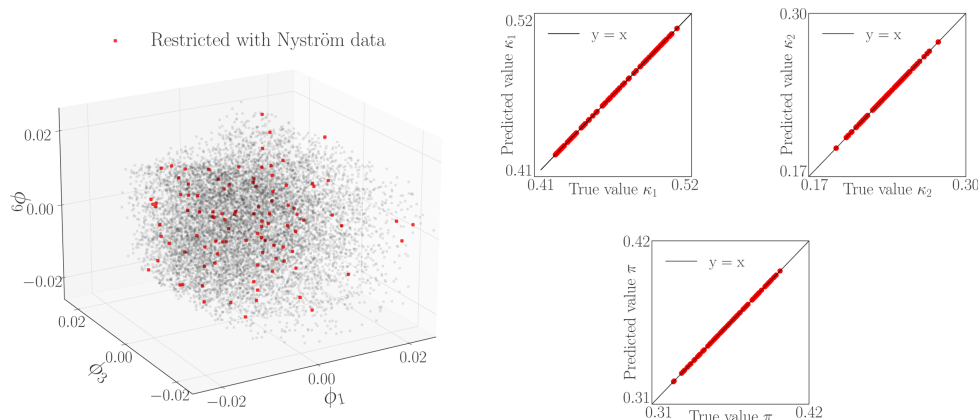 Restricted with Nyström data
0.02
0.00
−0.02
ϕ9
0.02
0.00
−0.02
ϕ3
−0.02
0.00
0.02
ϕ1
0.52
y = x
Predicted value κ1
0.41
0.41
True value κ1
0.52
0.30
y = x
Predicted value κ2
0.17
0.17
True value κ2
0.30
0.42
y = x
Predicted value π
0.31
0.31
True value π
0.42